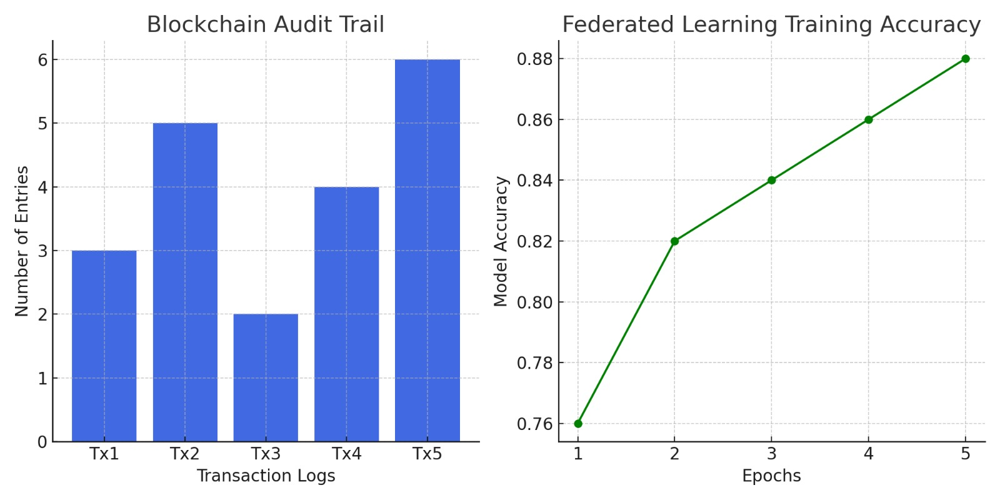 Blockchain Audit Trail
Number of Entries
6
5
4
3
2
1
0
Tx1 Tx2 Tx3 Tx4 Tx5
Transaction Logs
Federated Learning Training Accuracy
Model Accuracy
0.88
0.86
0.84
0.82
0.80
0.78
0.76
1 2 3 4 5
Epochs